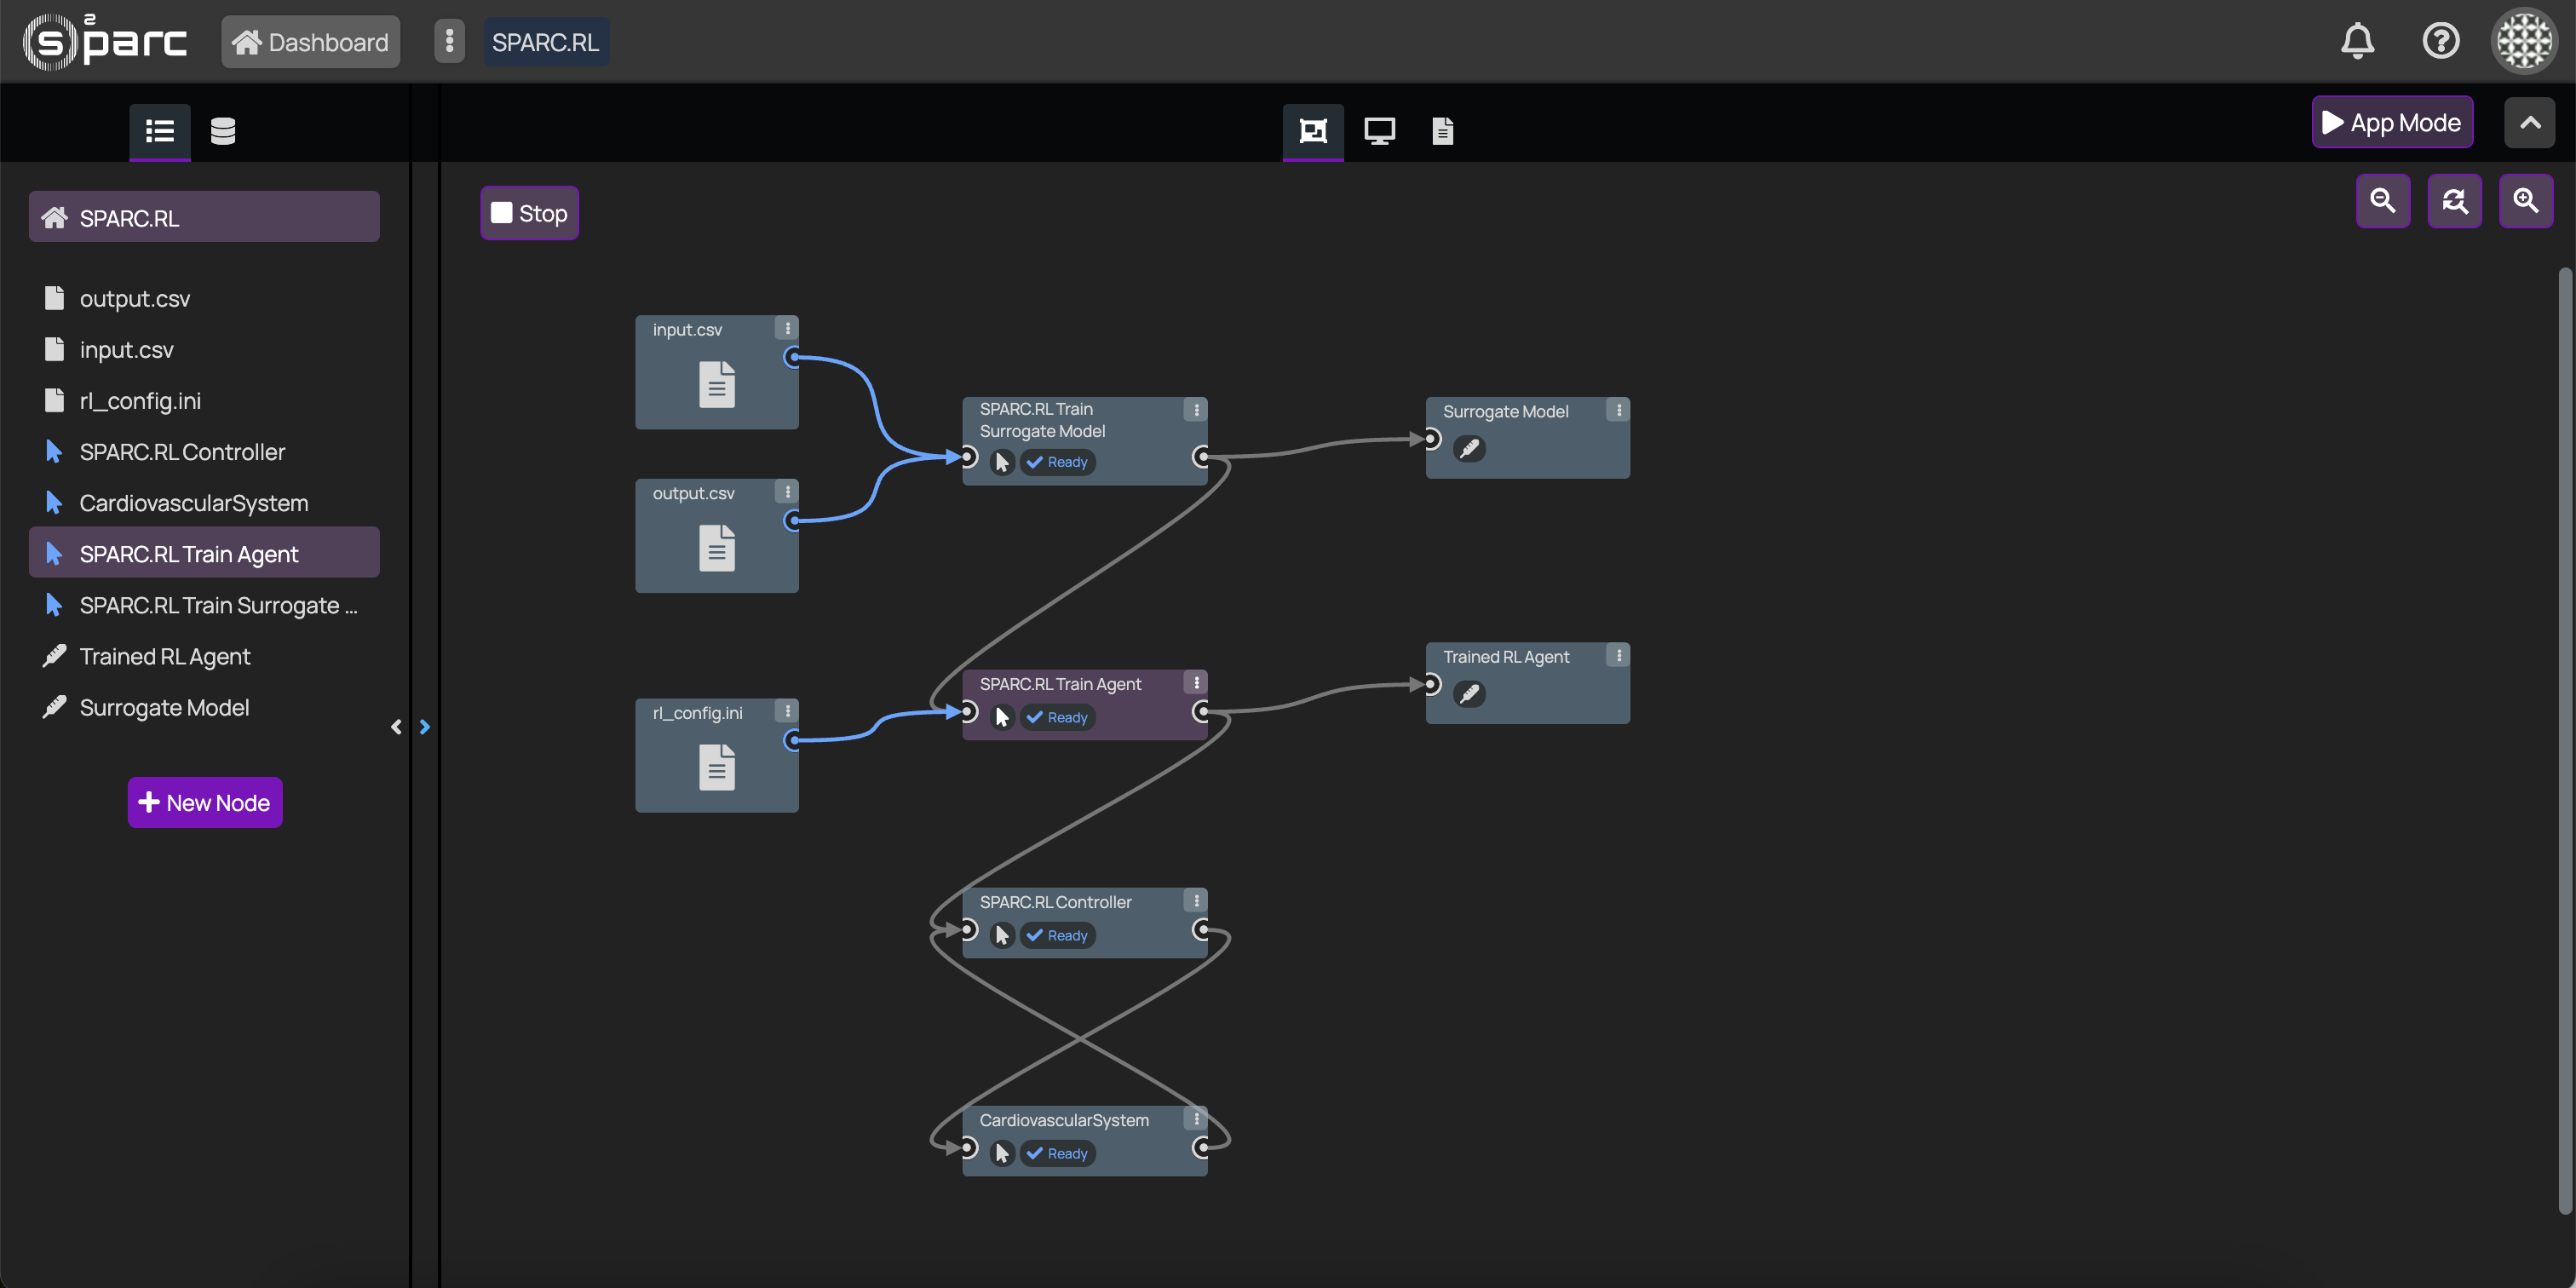 s2parc
Dashboard
SPARC.RL
App Mode
SPARC.RL
output.csv
input.csv
rl_config.ini
SPARC.RL Controller
CardiovascularSystem
SPARC.RL Train Agent
SPARC.RL Train Surrogate ...
Trained RL Agent
Surrogate Model
New Node
Stop
input.csv
output.csv
SPARC.RL Train
Surrogate Model
Ready
Surrogate Model
rl_config.ini
SPARC.RL Train Agent
Ready
Trained RL Agent
SPARC.RL Controller
Ready
CardiovascularSystem
Ready